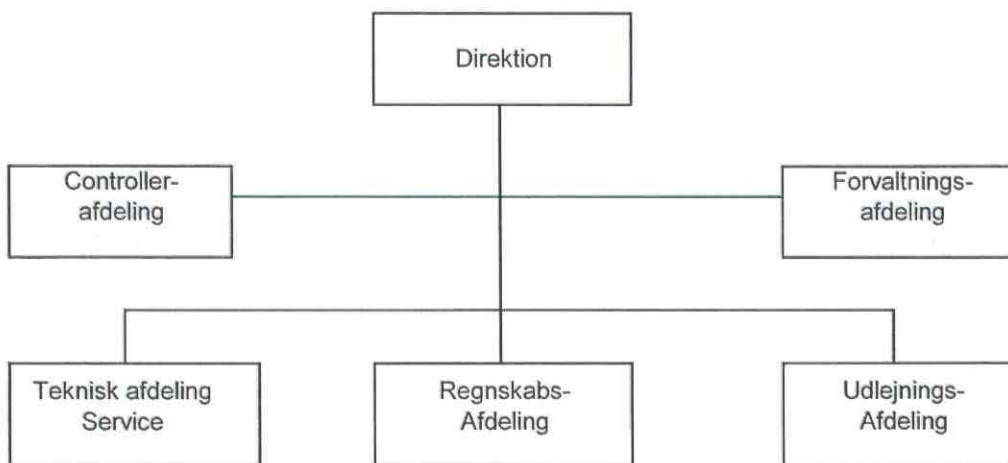 Direktion
Controller-
afdeling
Forvaltnings-
afdeling
Teknisk afdeling
Service
Regnskabs-
Afdeling
Udlejnings-
Afdeling